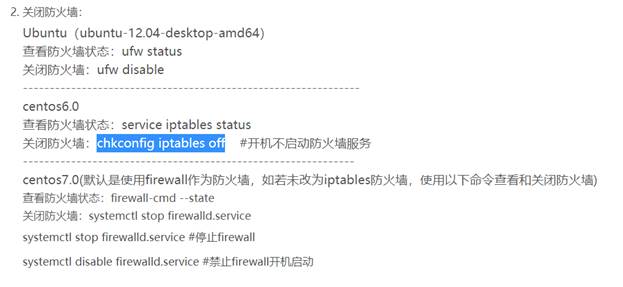 2. 关闭防火墙：
Ubuntu（ubuntu-12.04-desktop-amd64）
查看防火墙状态：ufw status
关闭防火墙：ufw disable
---------------------------------------------------------------
centos6.0
查看防火墙状态：service iptables status
关闭防火墙：chkconfig iptables off #开机不启动防火墙服务
--------------------------------------------------------------
centos7.0(默认是使用firewall作为防火墙，如若未改为iptables防火墙，使用以下命令查看和关闭防火墙)
查看防火墙状态：firewall-cmd --state
关闭防火墙：systemctl stop firewalld.service
systemctl stop firewalld.service #停止firewall
systemctl disable firewalld.service #禁止firewall开机启动